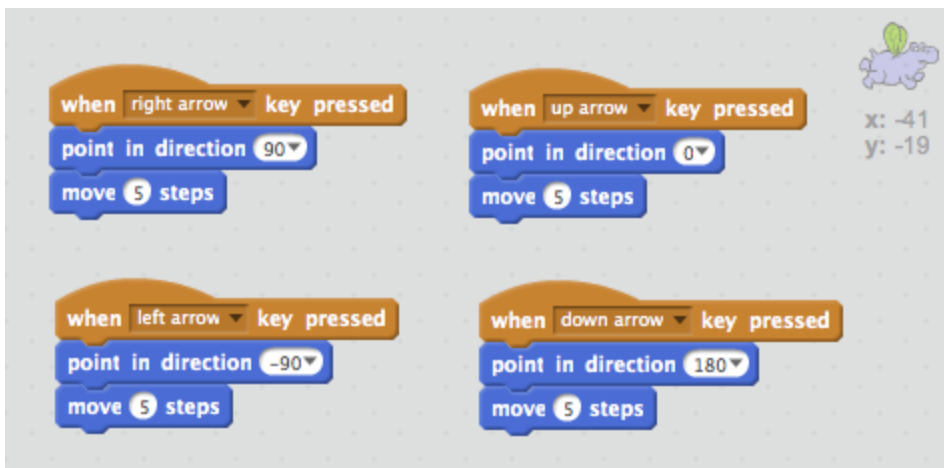 when right arrow key pressed
point in direction 90
move 5 steps
when up arrow key pressed
point in direction 0
move 5 steps
x: -41
y: -19
when left arrow key pressed
point in direction -90
move 5 steps
when down arrow key pressed
point in direction 180
move 5 steps